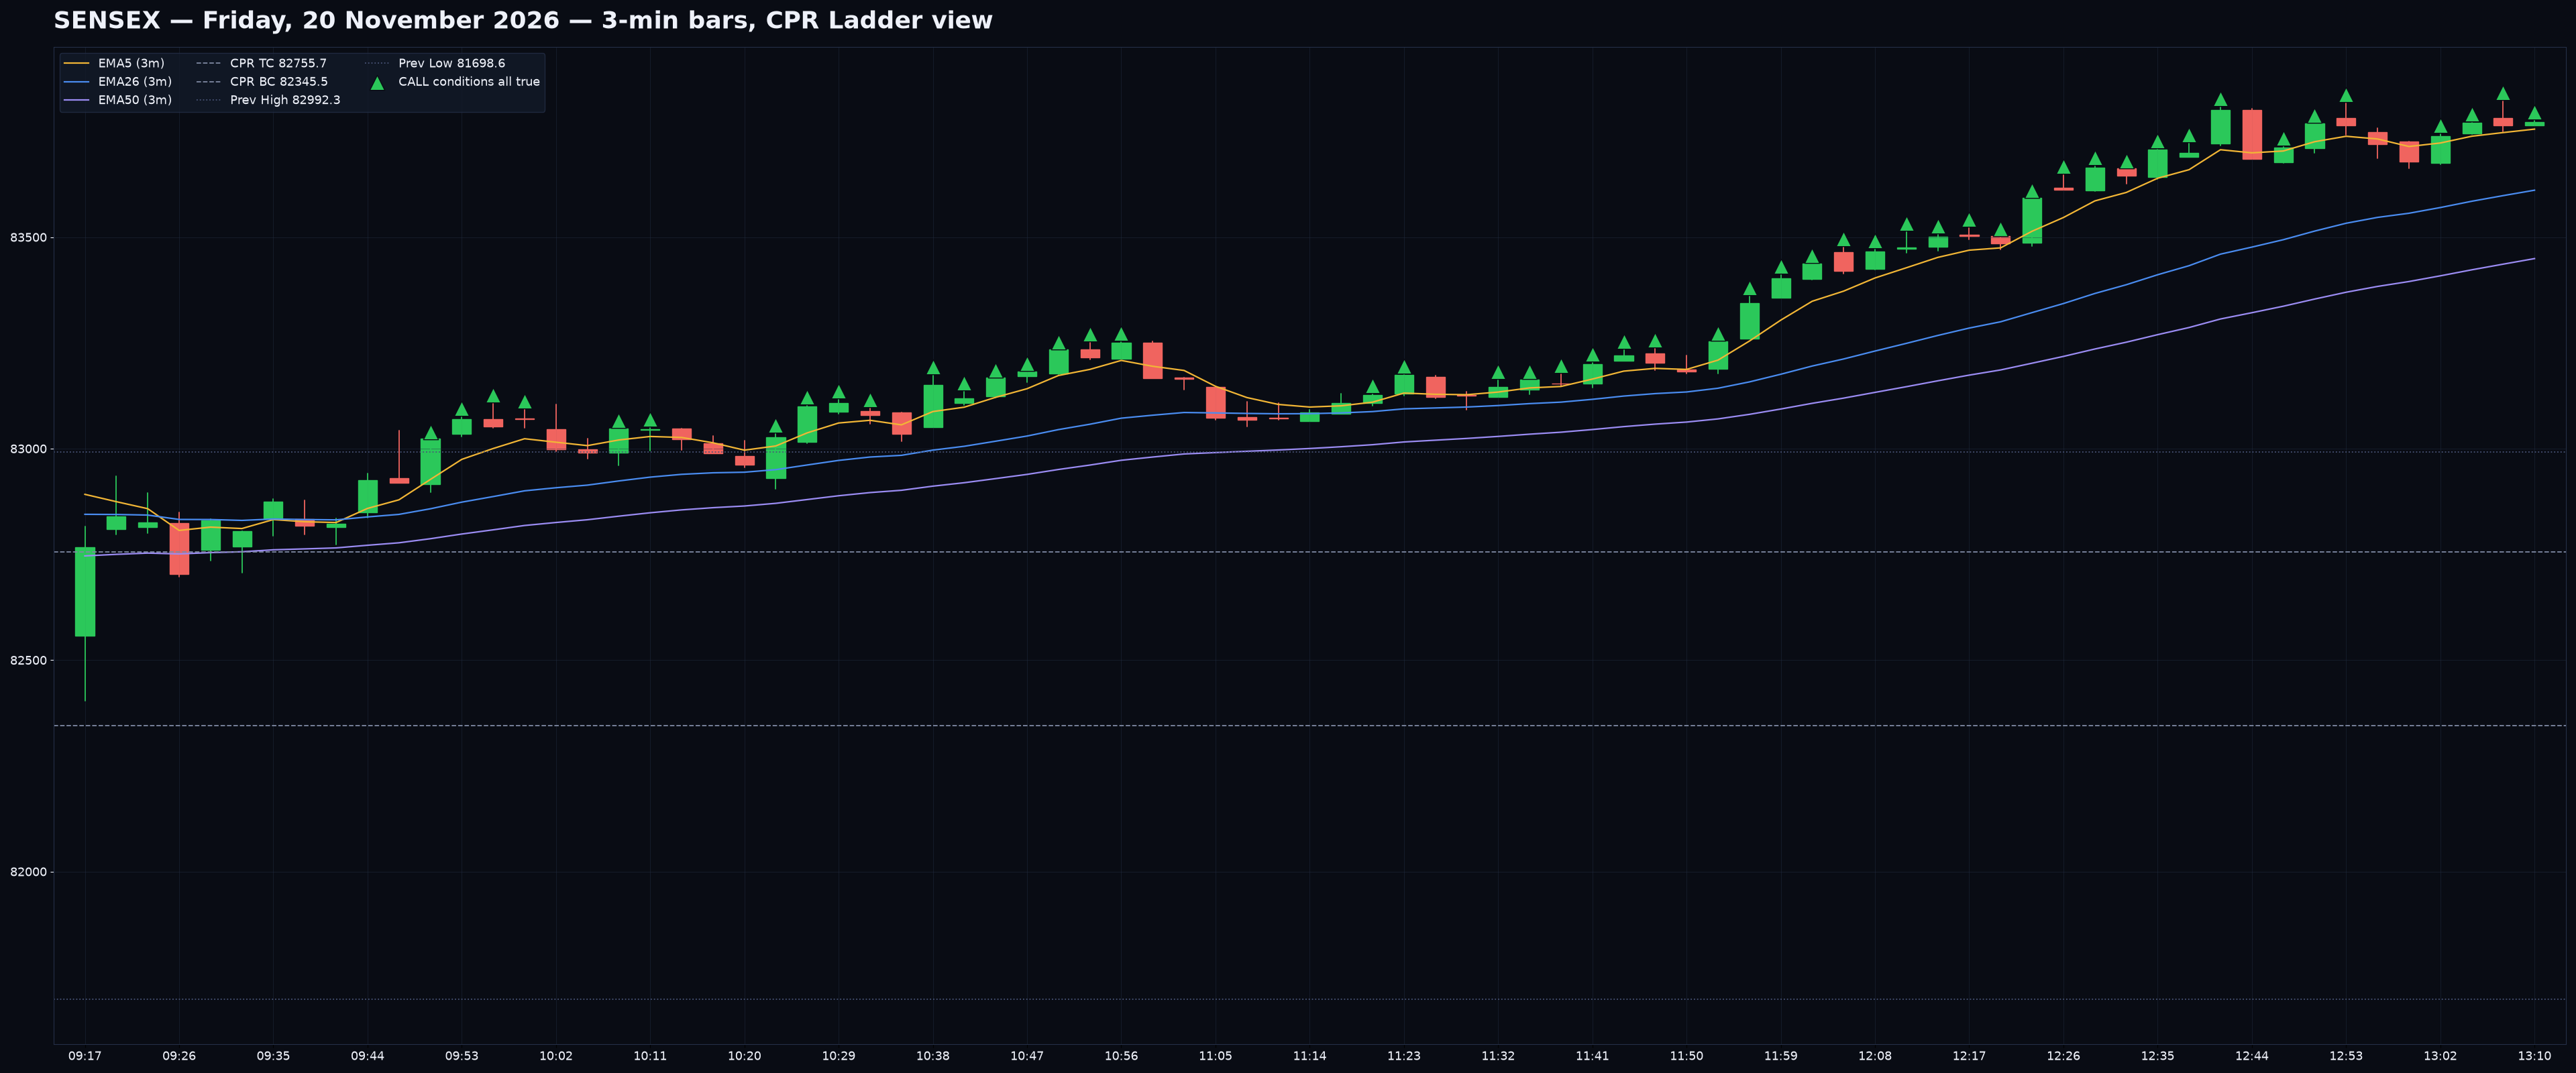 SENSEX — Friday, 20 November 2026 — 3-min bars, CPR Ladder view
EMA5 (3m)
EMA26 (3m)
EMA50 (3m)
CPR TC 82755.7
CPR BC 82345.5
Prev High 82992.3
Prev Low 81698.6
CALL conditions all true
83500
83000
82500
82000
09:17 09:26 09:35 09:44 09:53 10:02 10:11 10:20 10:29 10:38 10:47 10:56 11:05 11:14 11:23 11:32 11:41 11:50 11:59 12:08 12:17 12:26 12:35 12:44 12:53 13:02 13:10